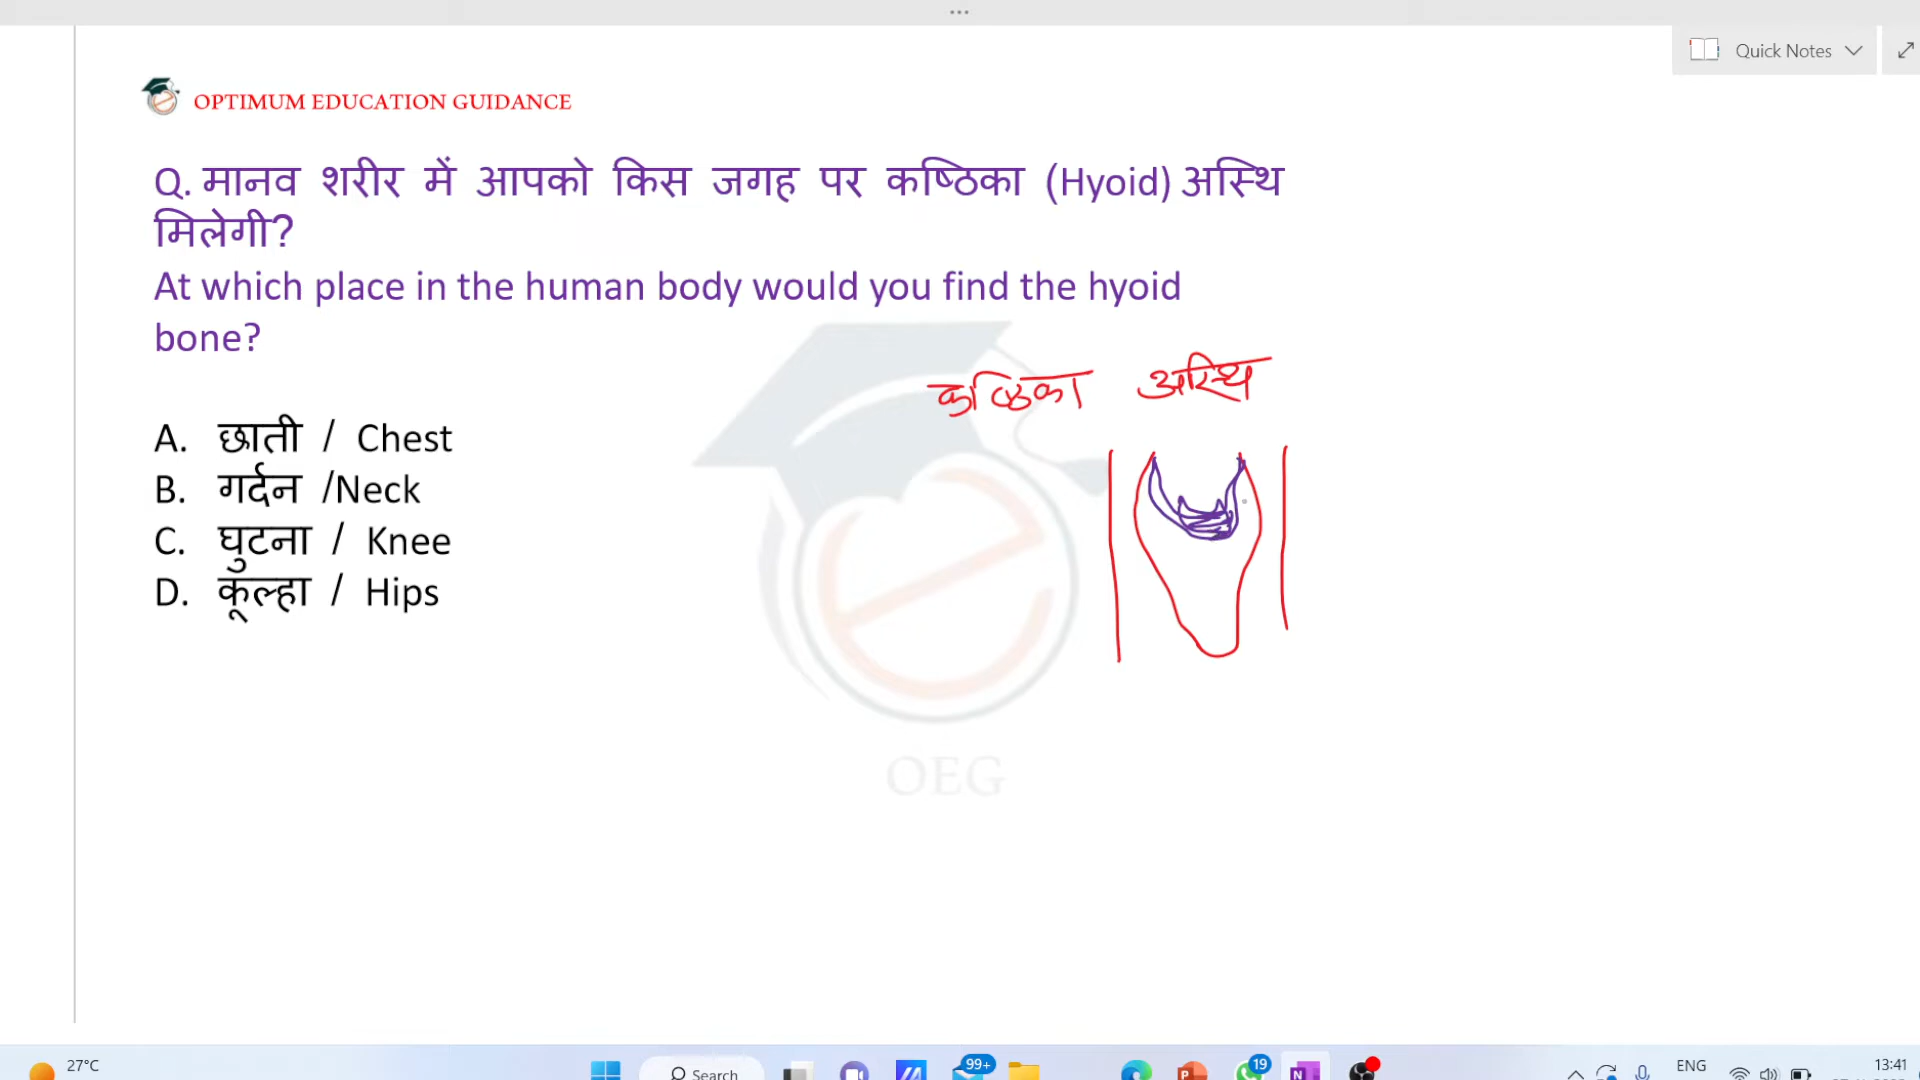 Quick Notes
OPTIMUM EDUCATION GUIDANCE
Q. मानव शरीर में आपको किस जगह पर कष्ठिका (Hyoid) अस्थि
मिलेगी?
At which place in the human body would you find the hyoid
bone?
कण्ठिका अस्थि
A. छाती / Chest
B. गर्दन /Neck
C. घुटना / Knee
D. कूल्हा / Hips
OEG
27°C
Search
99+
19
ENG
13:41